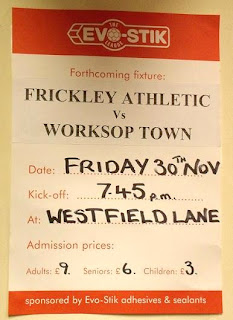 THE
EVO-STIK
LEAGUE
Forthcoming fixture:
FRICKLEY ATHLETIC
Vs
WORKSOP TOWN
Date: FRIDAY 30TH NOV
Kick-off: 7.45 p.m.
At: WESTFIELD LANE
Admission prices:
Adults: £9. Seniors: £6. Children: £3.
sponsored by Evo-Stik adhesives & sealants